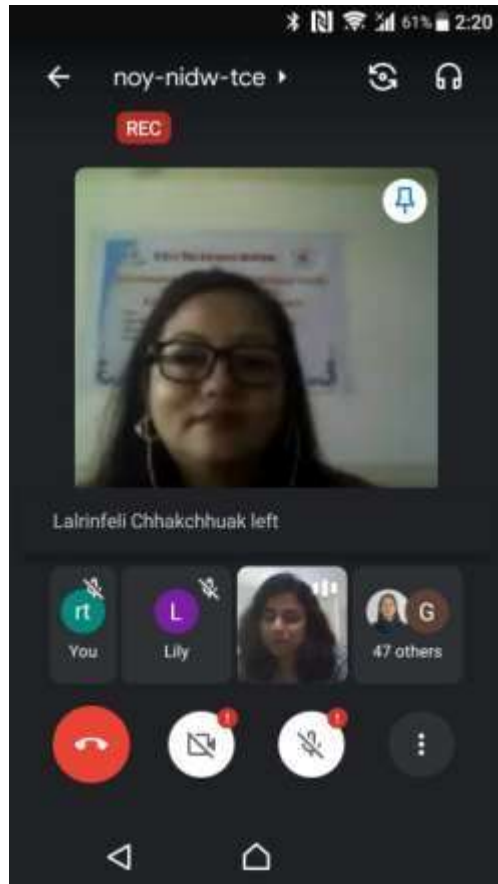 61% 2:20
noy-nidw-tce
REC
Lalrinfeli Chhakchhuak left
rt
You
L
Lily
G
47 others